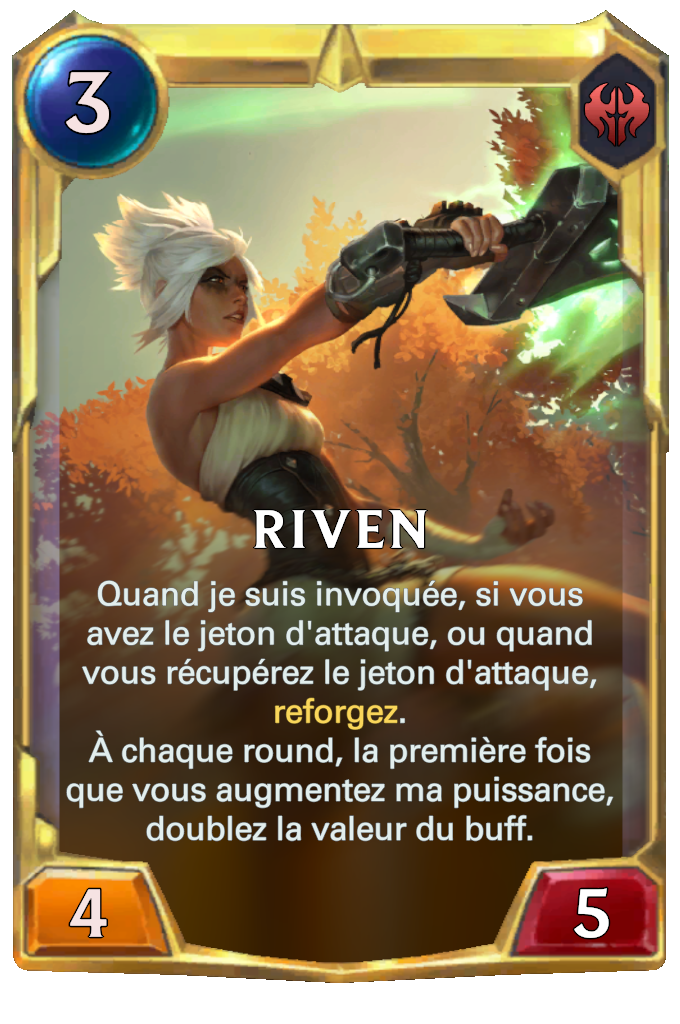 3
RIVEN
Quand je suis invoquée, si vous
avez le jeton d'attaque, ou quand
vous récupérez le jeton d'attaque,
reforgez.
À chaque round, la première fois
que vous augmentez ma puissance,
doublez la valeur du buff.
4
5